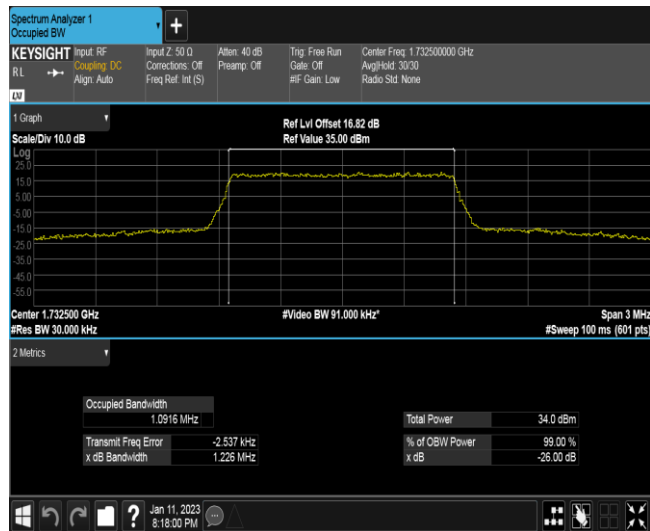 Spectrum Analyzer 1
Occupied BW
+
KEYSIGHT Input: RF Input Z: 50 Ω Atten: 40 dB Trig: Free Run Center Freq: 1.732500000 GHz
RL Coupling: DC Corrections: Off Preamp: Off Gate: Off Avg|Hold: 30/30
Align: Auto Freq Ref: Int (S) #IF Gain: Low Radio Std: None
LXI
1 Graph
Ref Lvl Offset 16.82 dB
Scale/Div 10.0 dB Ref Value 35.00 dBm
Log
25.0
15.0
5.00
-5.00
-15.0
-25.0
-35.0
-45.0
-55.0
Center 1.732500 GHz #Video BW 91.000 kHz* Span 3 MHz
#Res BW 30.000 kHz #Sweep 100 ms (601 pts)
2 Metrics
Occupied Bandwidth
1.0916 MHz Total Power 34.0 dBm
Transmit Freq Error -2.537 kHz % of OBW Power 99.00 %
x dB Bandwidth 1.226 MHz x dB -26.00 dB
? Jan 11, 2023
8:18:00 PM